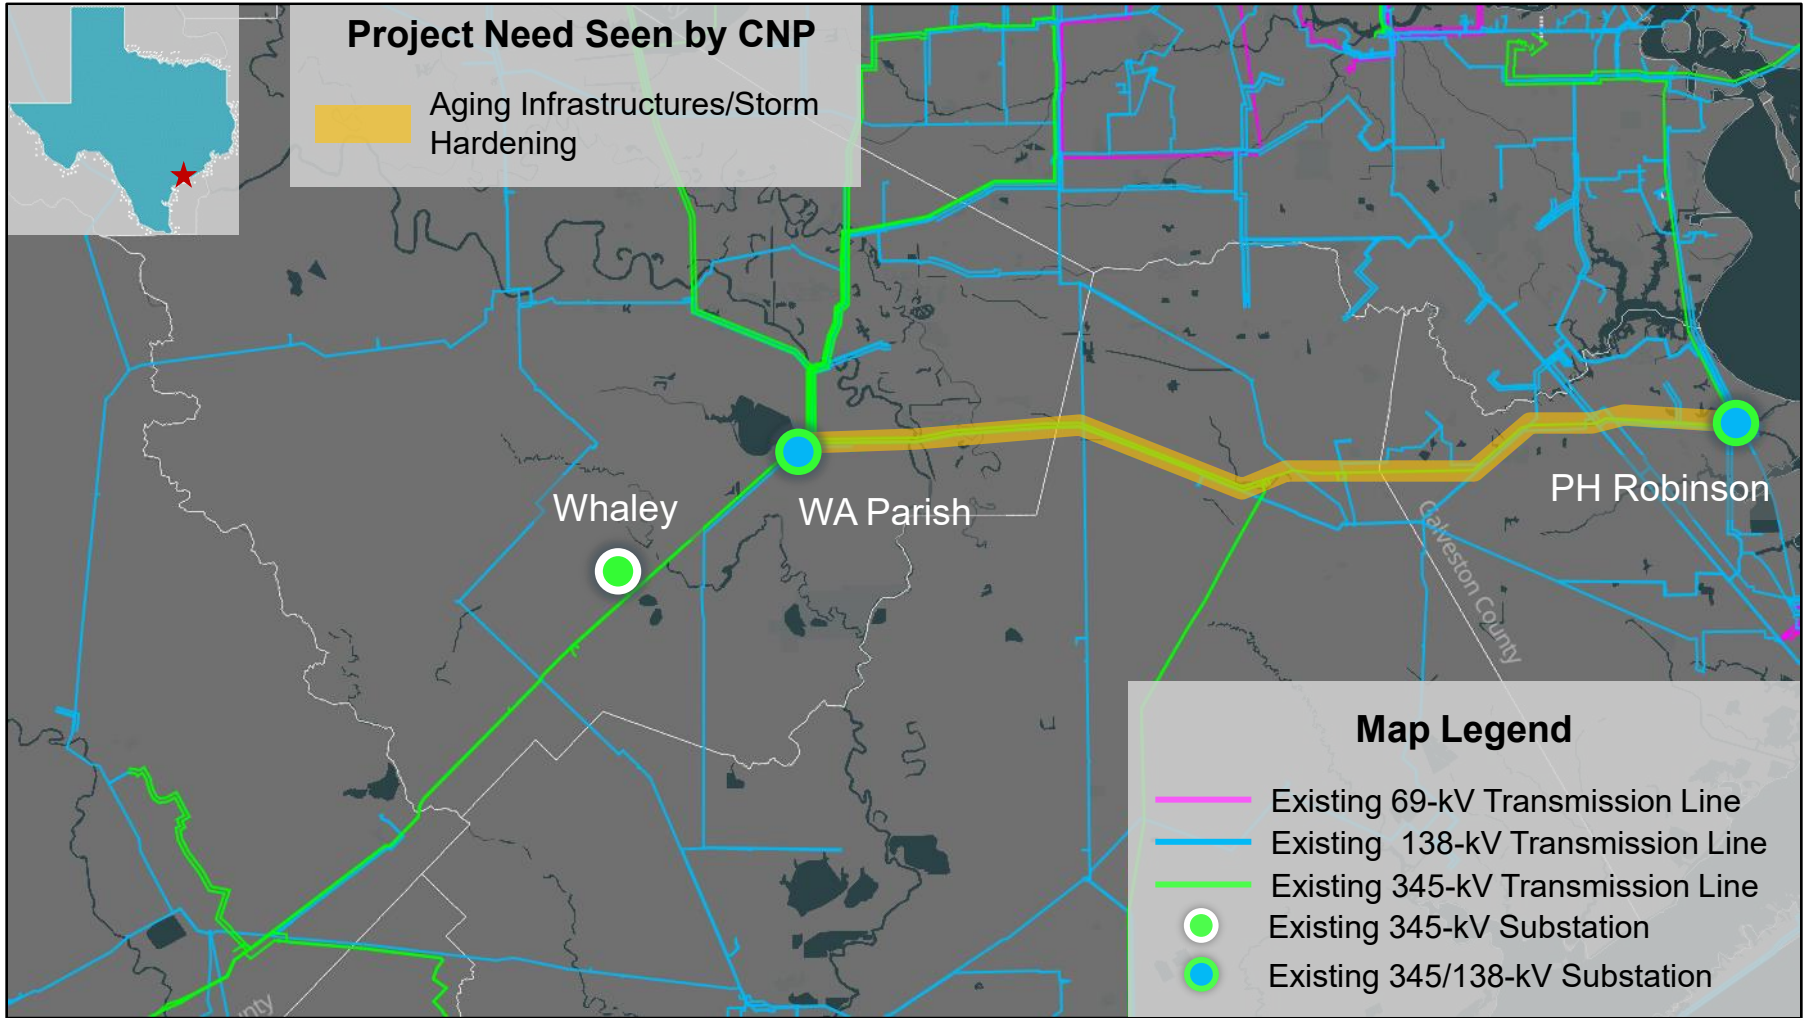 Project Need Seen by CNP
Aging Infrastructures/Storm
Hardening
Whaley
WA Parish
PH Robinson
Galveston County
Map Legend
Existing 69-kV Transmission Line
Existing 138-kV Transmission Line
Existing 345-kV Transmission Line
Existing 345-kV Substation
Existing 345/138-kV Substation